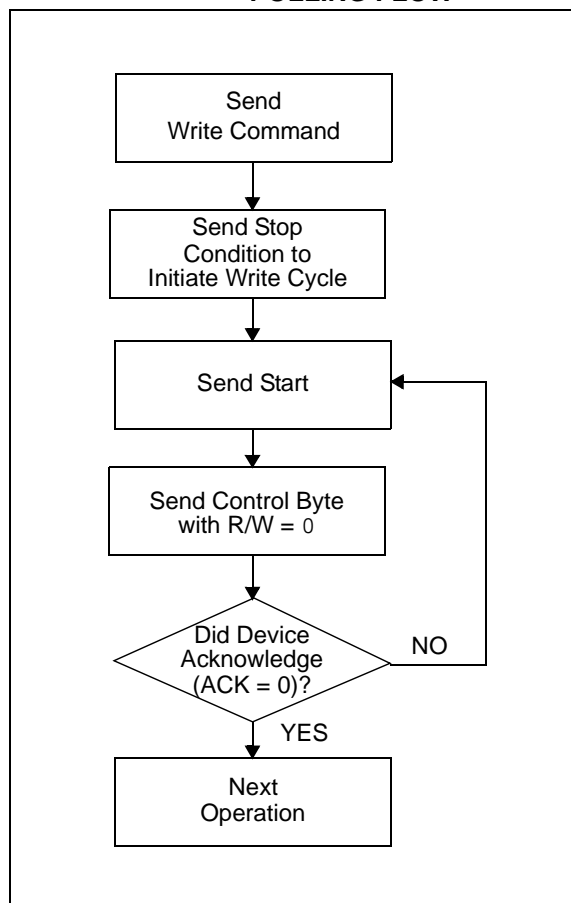 Send
Write Command
Send Stop
Condition to
Initiate Write Cycle
Send Start
Send Control Byte
with R/W = 0
Did Device
Acknowledge
(ACK = 0)?
NO
YES
Next
Operation